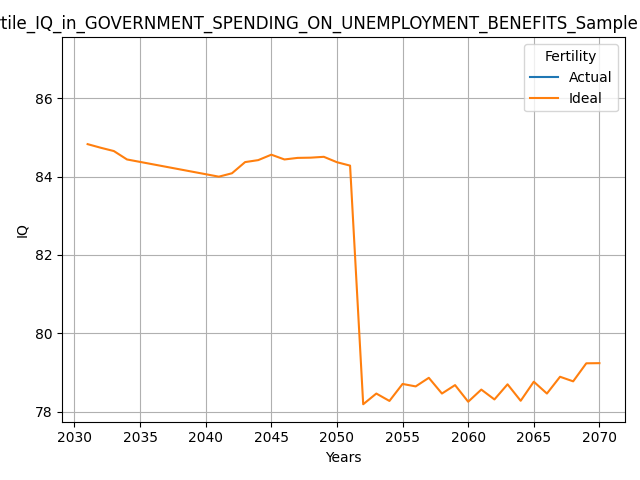 rtile_IQ_in_GOVERNMENT_SPENDING_ON_UNEMPLOYMENT_BENEFITS_Sample
Fertility
Actual
Ideal
86
84
82
80
78
IQ
2030 2035 2040 2045 2050 2055 2060 2065 2070
Years